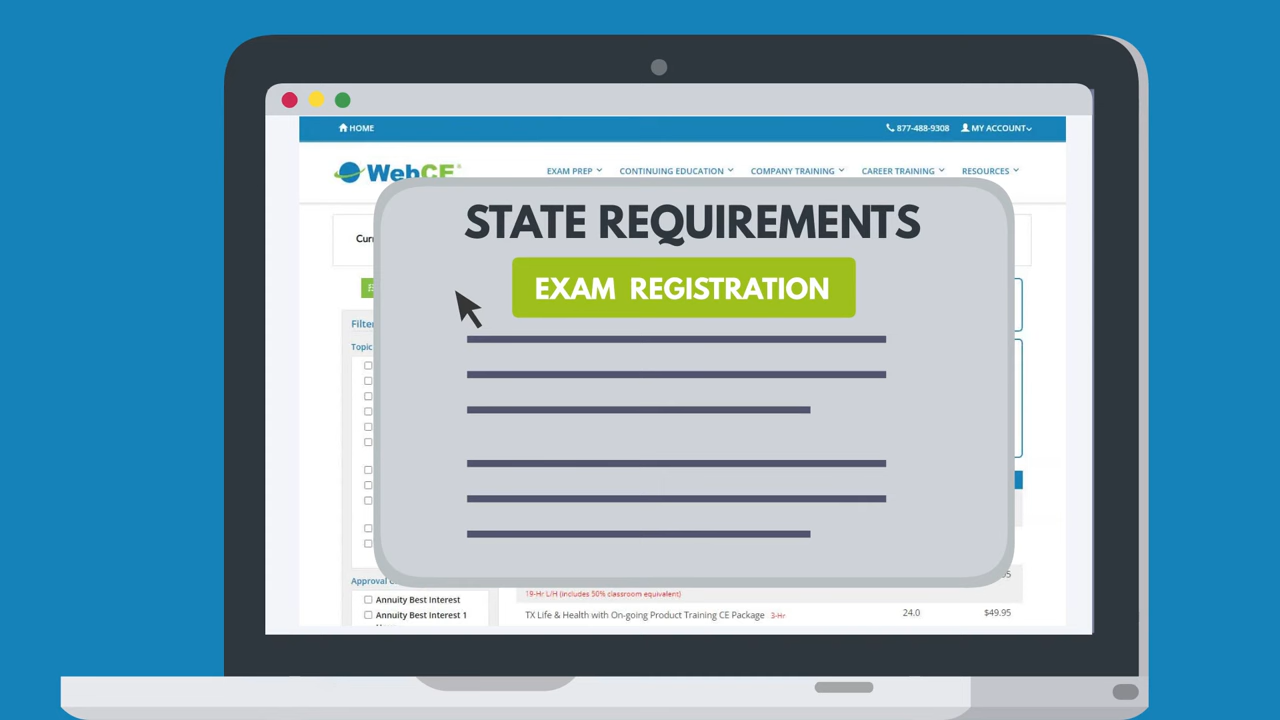 HOME
877-488-9308
MY ACCOUNT
WebCE®
EXAM PREP
CONTINUING EDUCATION
COMPANY TRAINING
CAREER TRAINING
RESOURCES
STATE REQUIREMENTS
EXAM REGISTRATION
Filte
Topic
Approval
Annuity Best Interest
Annuity Best Interest 1
19-Hr L/H (includes 50% classroom equivalent)
TX Life & Health with On-going Product Training CE Package 3-Hr
24.0
$49.95